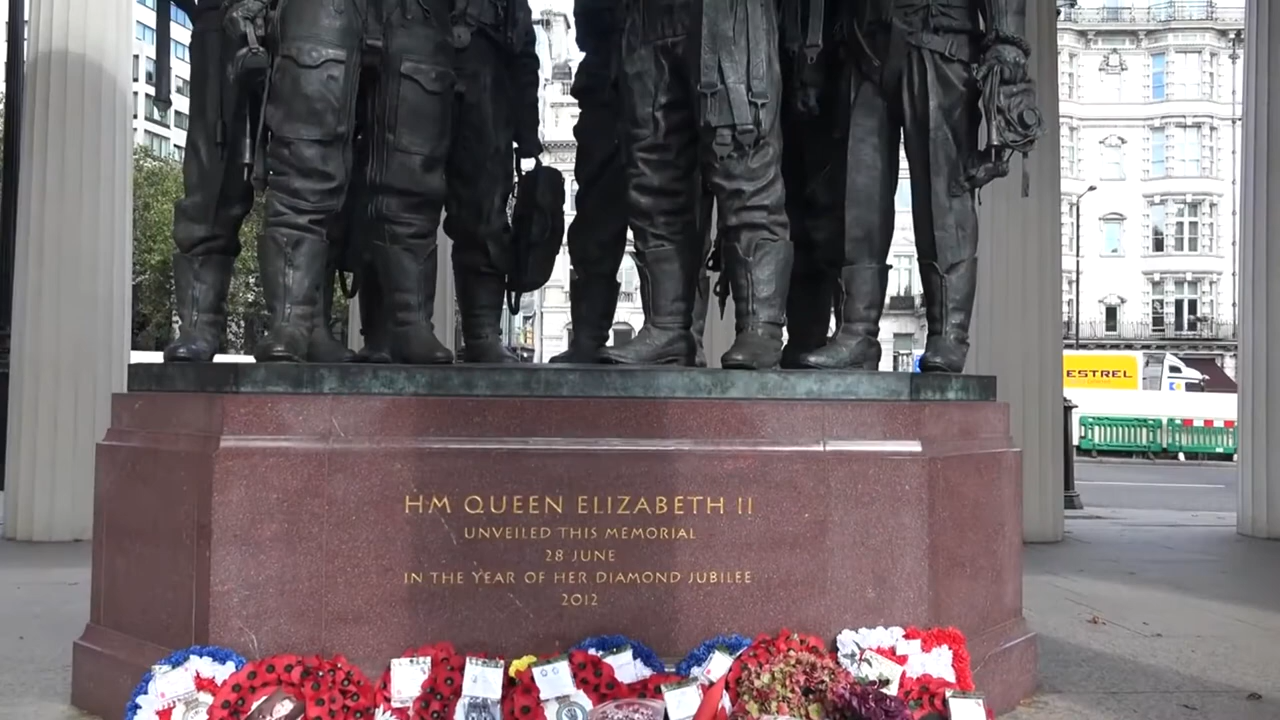 HM QUEEN ELIZABETH II
UNVEILED THIS MEMORIAL
28 JUNE
IN THE YEAR OF HER DIAMOND JUBILEE
2012
ESTREL